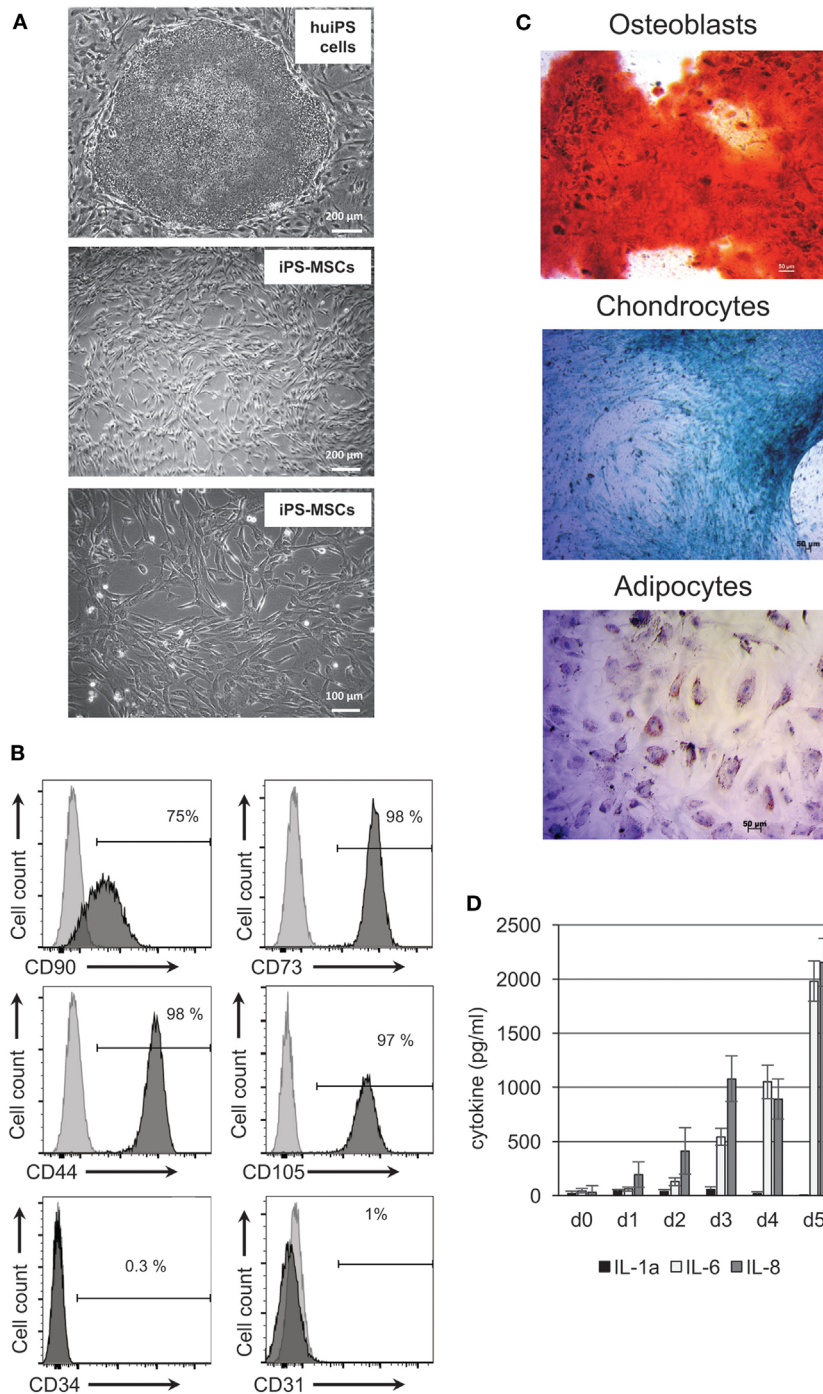 A
huiPS
cells
200 µm
iPS-MSCs
200 µm
iPS-MSCs
100 µm
B
Cell count
75%
CD90
Cell count
98 %
CD73
Cell count
98 %
CD44
Cell count
97 %
CD105
Cell count
0.3 %
CD34
Cell count
1%
CD31
C
Osteoblasts
50 µm
Chondrocytes
50 µm
Adipocytes
50 µm
D
cytokine (pg/ml)
2500
2000
1500
1000
500
0
d0 d1 d2 d3 d4 d5
IL-1a IL-6 IL-8